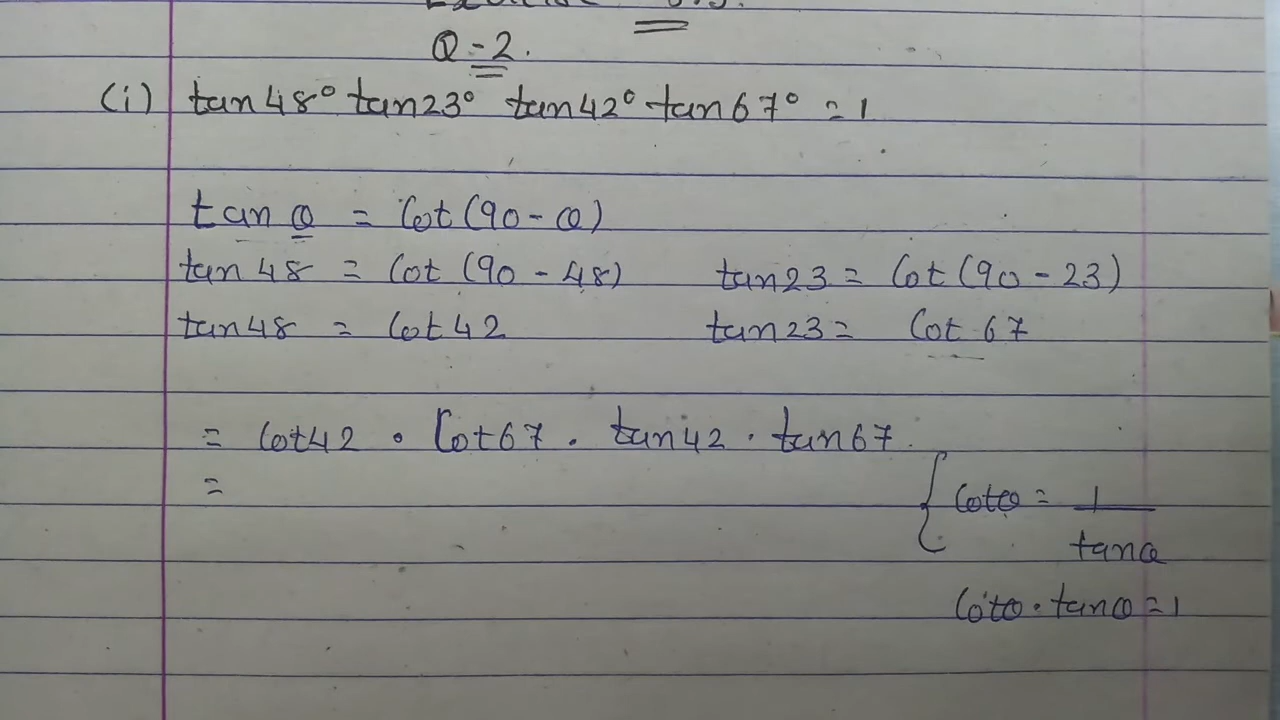 Q-2.
(i) tan48° tan23° tan42° tan67° = 1
tan θ = Cot(90-θ)
tan 48 = Cot (90 - 48) tan23 = Cot(90 - 23)
tan48 = Cot42 tan23 = Cot 67
= Cot42 . Cot67 . tan42 . tan67.
=
{ Cotθ = 1
tanθ
Cotθ . tanθ = 1